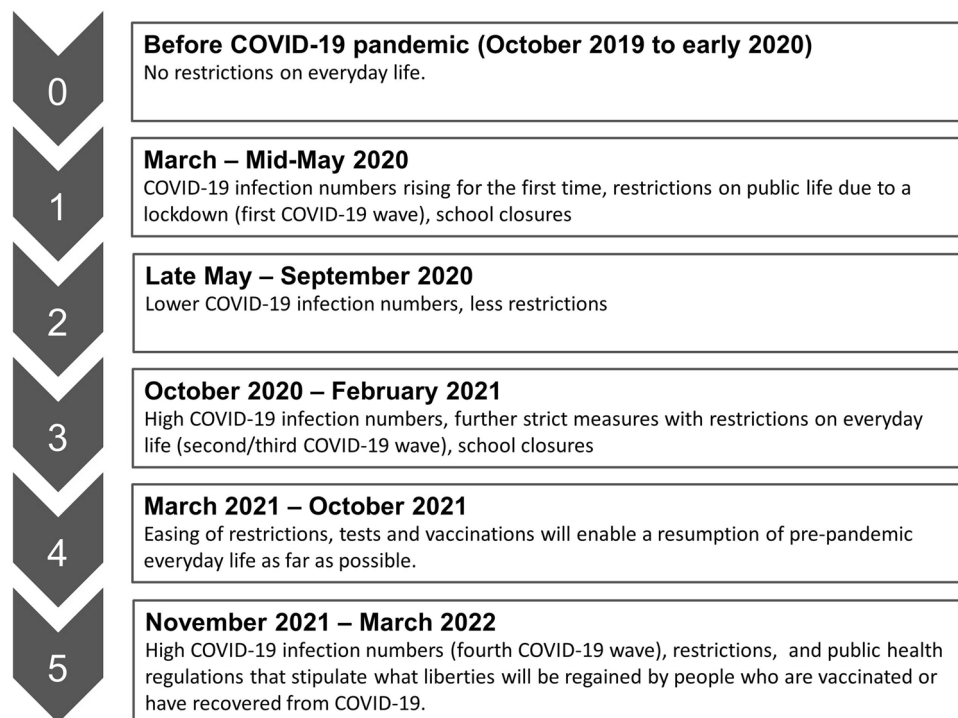 0
Before COVID-19 pandemic (October 2019 to early 2020)
No restrictions on everyday life.
1
March – Mid-May 2020
COVID-19 infection numbers rising for the first time, restrictions on public life due to a
lockdown (first COVID-19 wave), school closures
2
Late May – September 2020
Lower COVID-19 infection numbers, less restrictions
3
October 2020 – February 2021
High COVID-19 infection numbers, further strict measures with restrictions on everyday
life (second/third COVID-19 wave), school closures
4
March 2021 – October 2021
Easing of restrictions, tests and vaccinations will enable a resumption of pre-pandemic
everyday life as far as possible.
5
November 2021 – March 2022
High COVID-19 infection numbers (fourth COVID-19 wave), restrictions,  and public health
regulations that stipulate what liberties will be regained by people who are vaccinated or
have recovered from COVID-19.